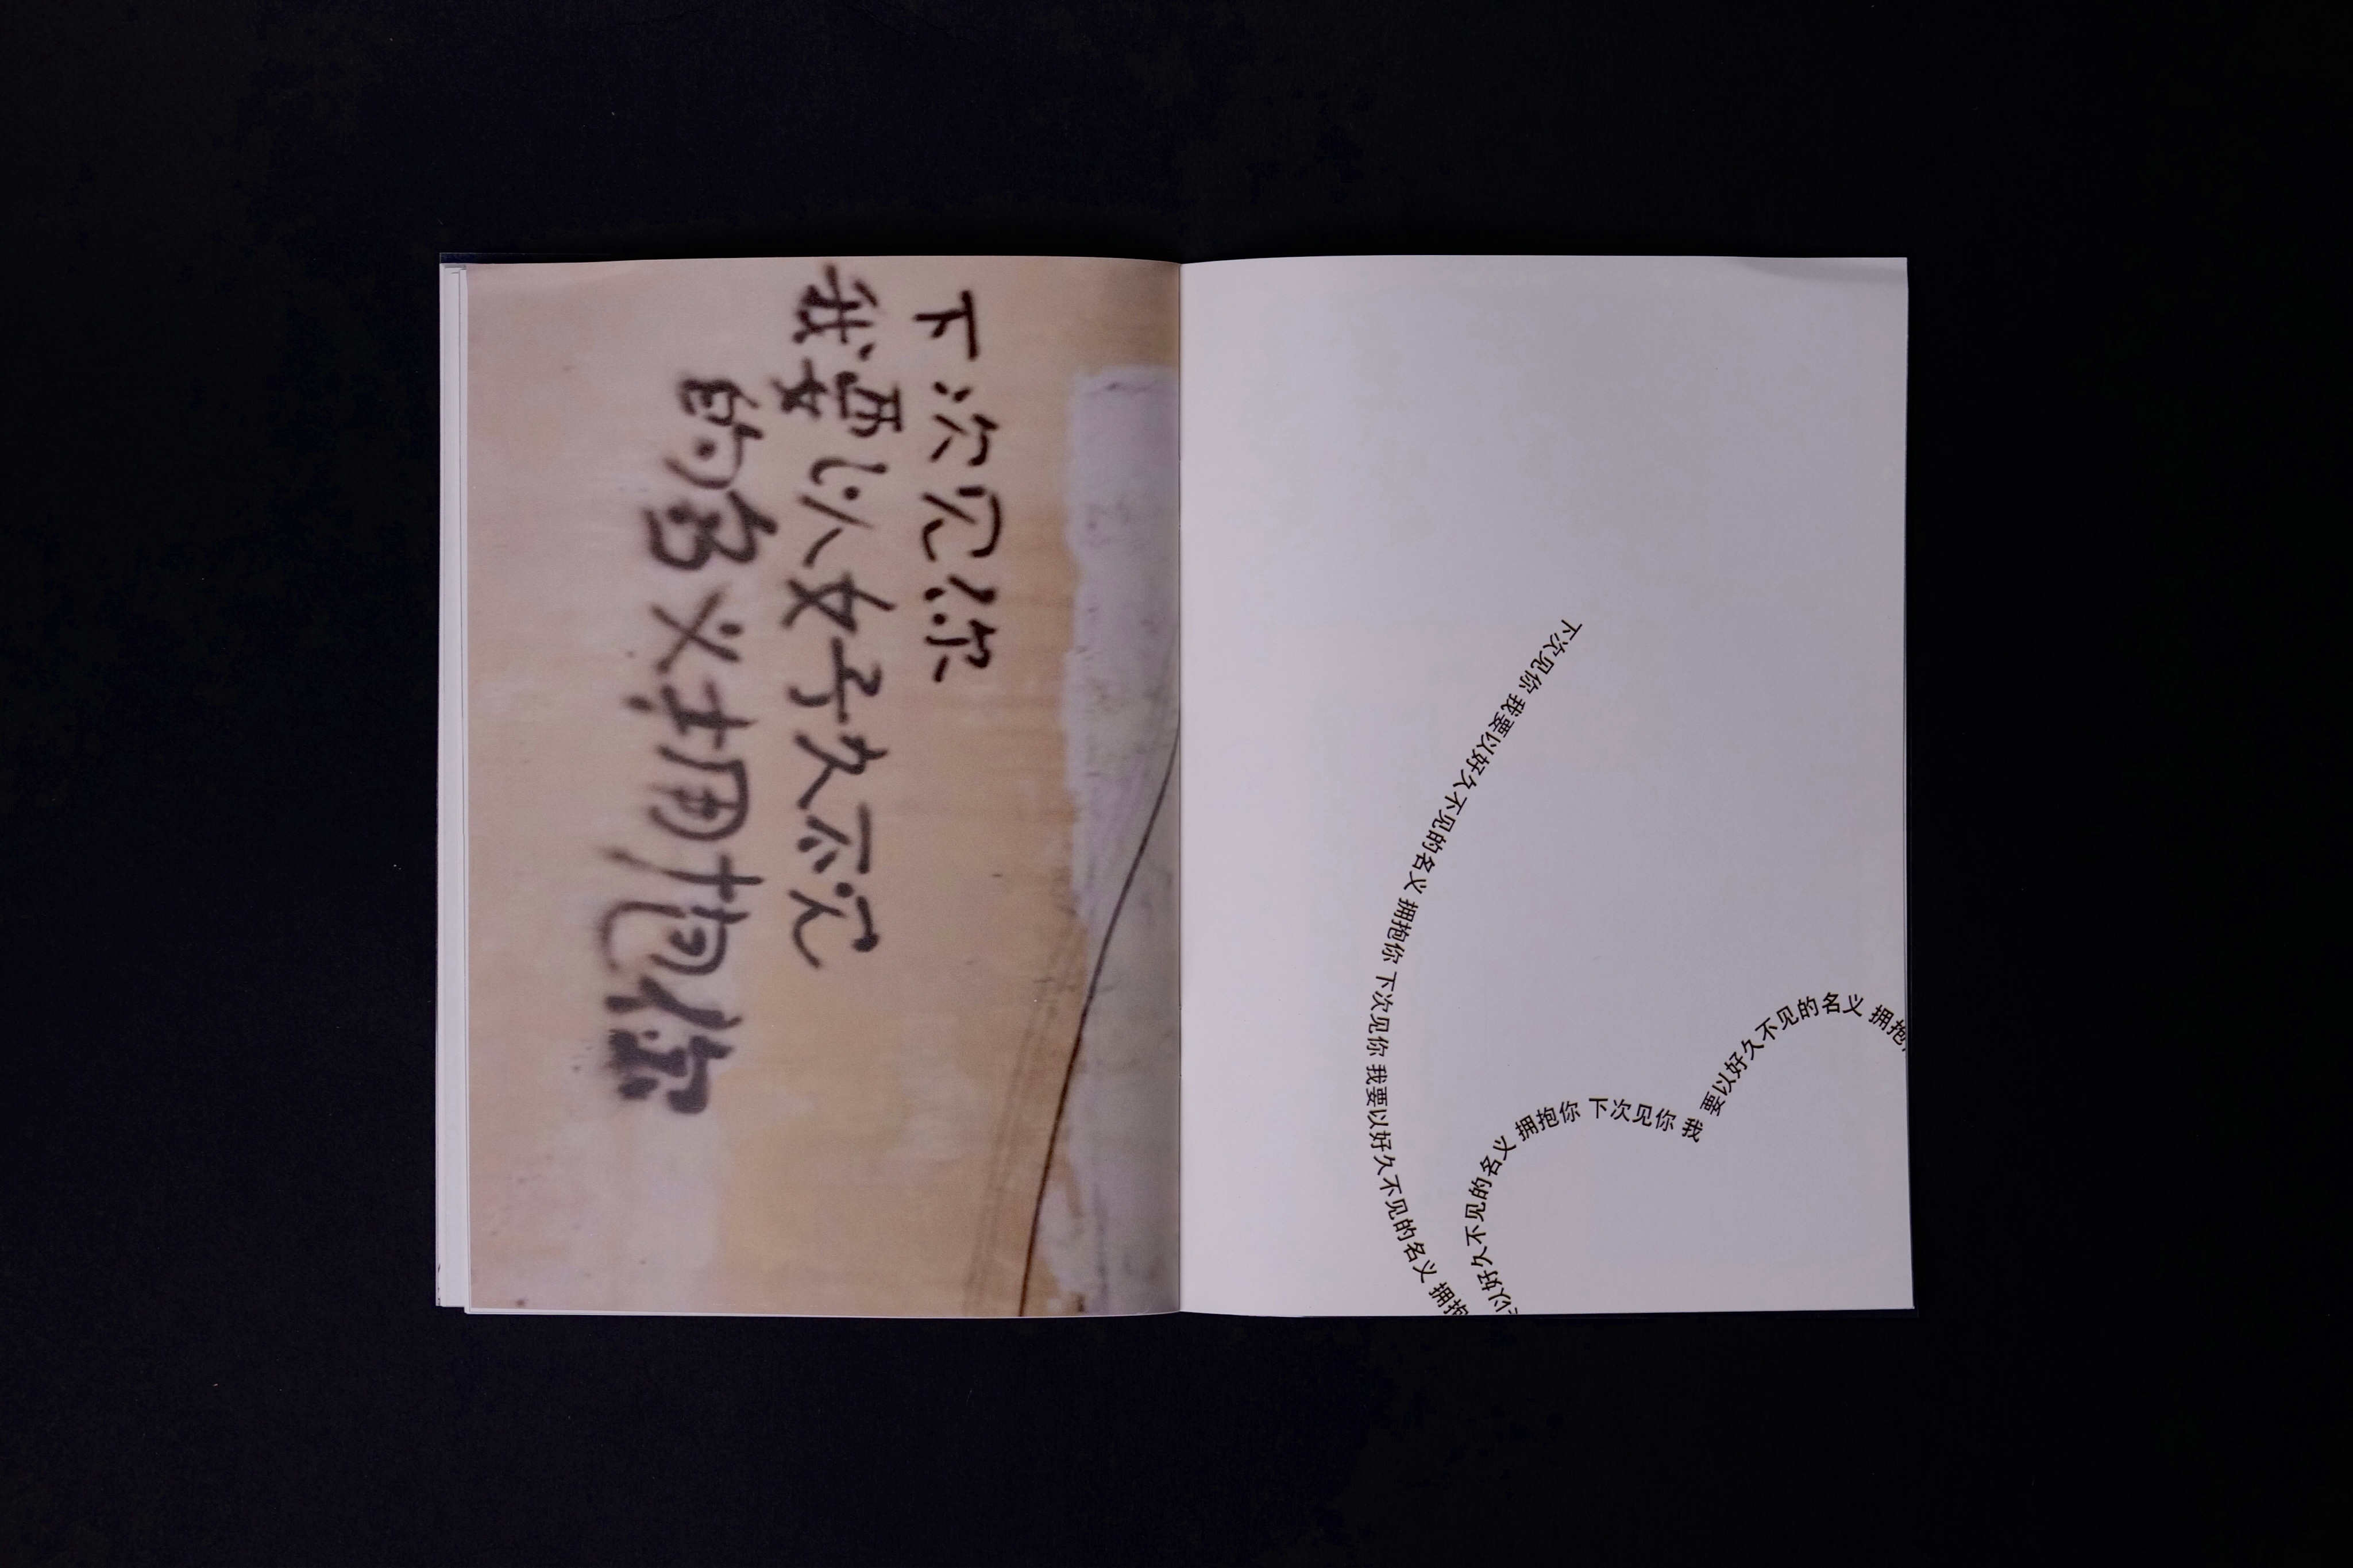 下次见你
我要以好久不见
的名义拥抱你
下次见你 我要以好久不见的名义 拥抱你 下次见你 我要以好久不见的名义 拥抱
以好久不见的名义 拥抱你 下次见你 我要以好久不见的名义 拥抱